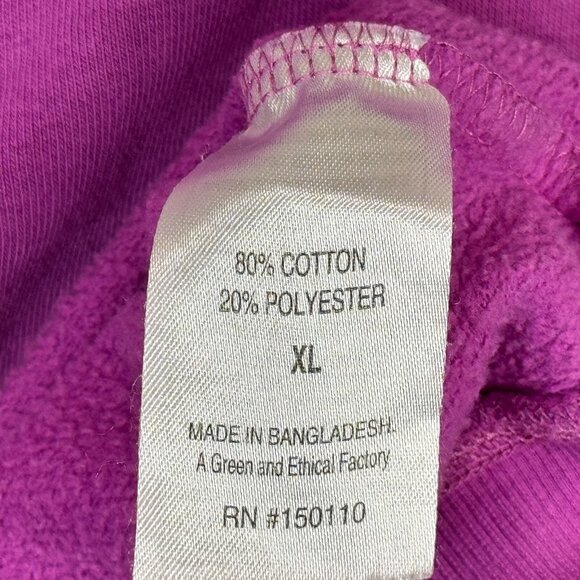 80% COTTON
20% POLYESTER
XL
MADE IN BANGLADESH.
A Green and Ethical Factory
RN #150110